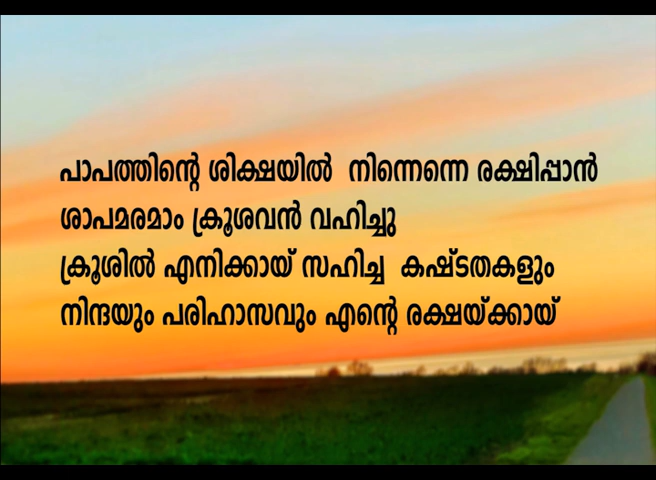 പാപത്തിന്റെ ശിക്ഷയിൽ നിന്നെന്നെ രക്ഷിപ്പാൻ
ശാപമരമാം ക്രൂശവൻ വഹിച്ചു
ക്രൂശിൽ എനിക്കായ് സഹിച്ച കഷ്ടതകളും
നിന്ദയും പരിഹാസവും എന്റെ രക്ഷയ്ക്കായ്